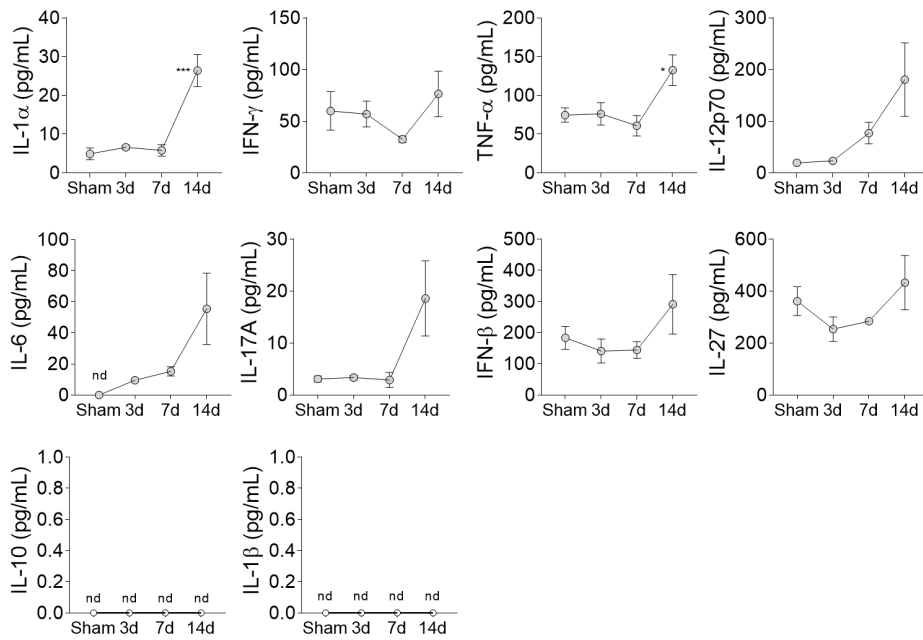 IL-1α (pg/mL)
40
30
20
10
0
***
Sham 3d 7d 14d
IFN-γ (pg/mL)
150
100
50
0
Sham 3d 7d 14d
TNF-α (pg/mL)
200
150
100
50
0
*
Sham 3d 7d 14d
IL-12p70 (pg/mL)
300
200
100
0
Sham 3d 7d 14d
IL-6 (pg/mL)
100
80
60
40
20
0
nd
Sham 3d 7d 14d
IL-17A (pg/mL)
30
20
10
0
Sham 3d 7d 14d
IFN-β (pg/mL)
500
400
300
200
100
0
Sham 3d 7d 14d
IL-27 (pg/mL)
600
400
200
0
Sham 3d 7d 14d
IL-10 (pg/mL)
1.0
0.8
0.6
0.4
0.2
0.0
nd nd nd nd
Sham 3d 7d 14d
IL-1β (pg/mL)
1.0
0.8
0.6
0.4
0.2
0.0
nd nd nd nd
Sham 3d 7d 14d